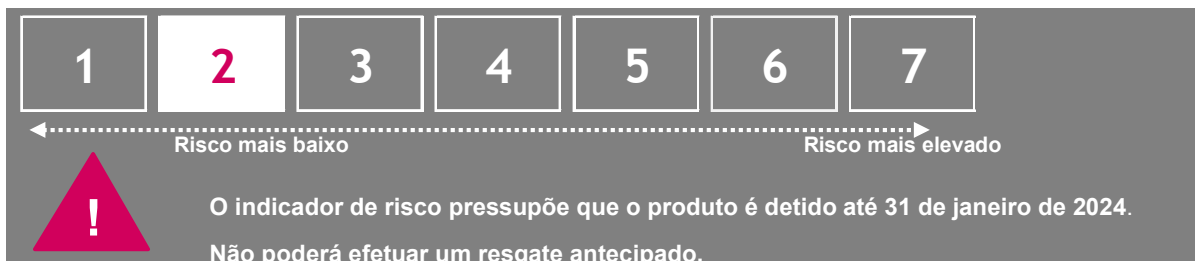 1 2 3 4 5 6 7
Risco mais baixo Risco mais elevado
! O indicador de risco pressupõe que o produto é detido até 31 de janeiro de 2024.
Não poderá efetuar um resgate antecipado.